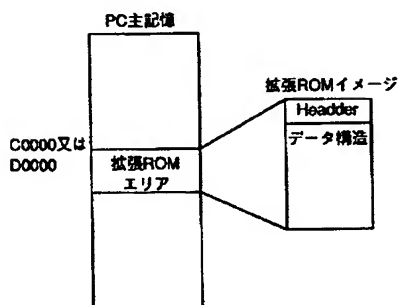 PC主記憶
拡張ROMイメージ
Headder
データ構造
C0000又は
D0000
拡張ROM
エリア